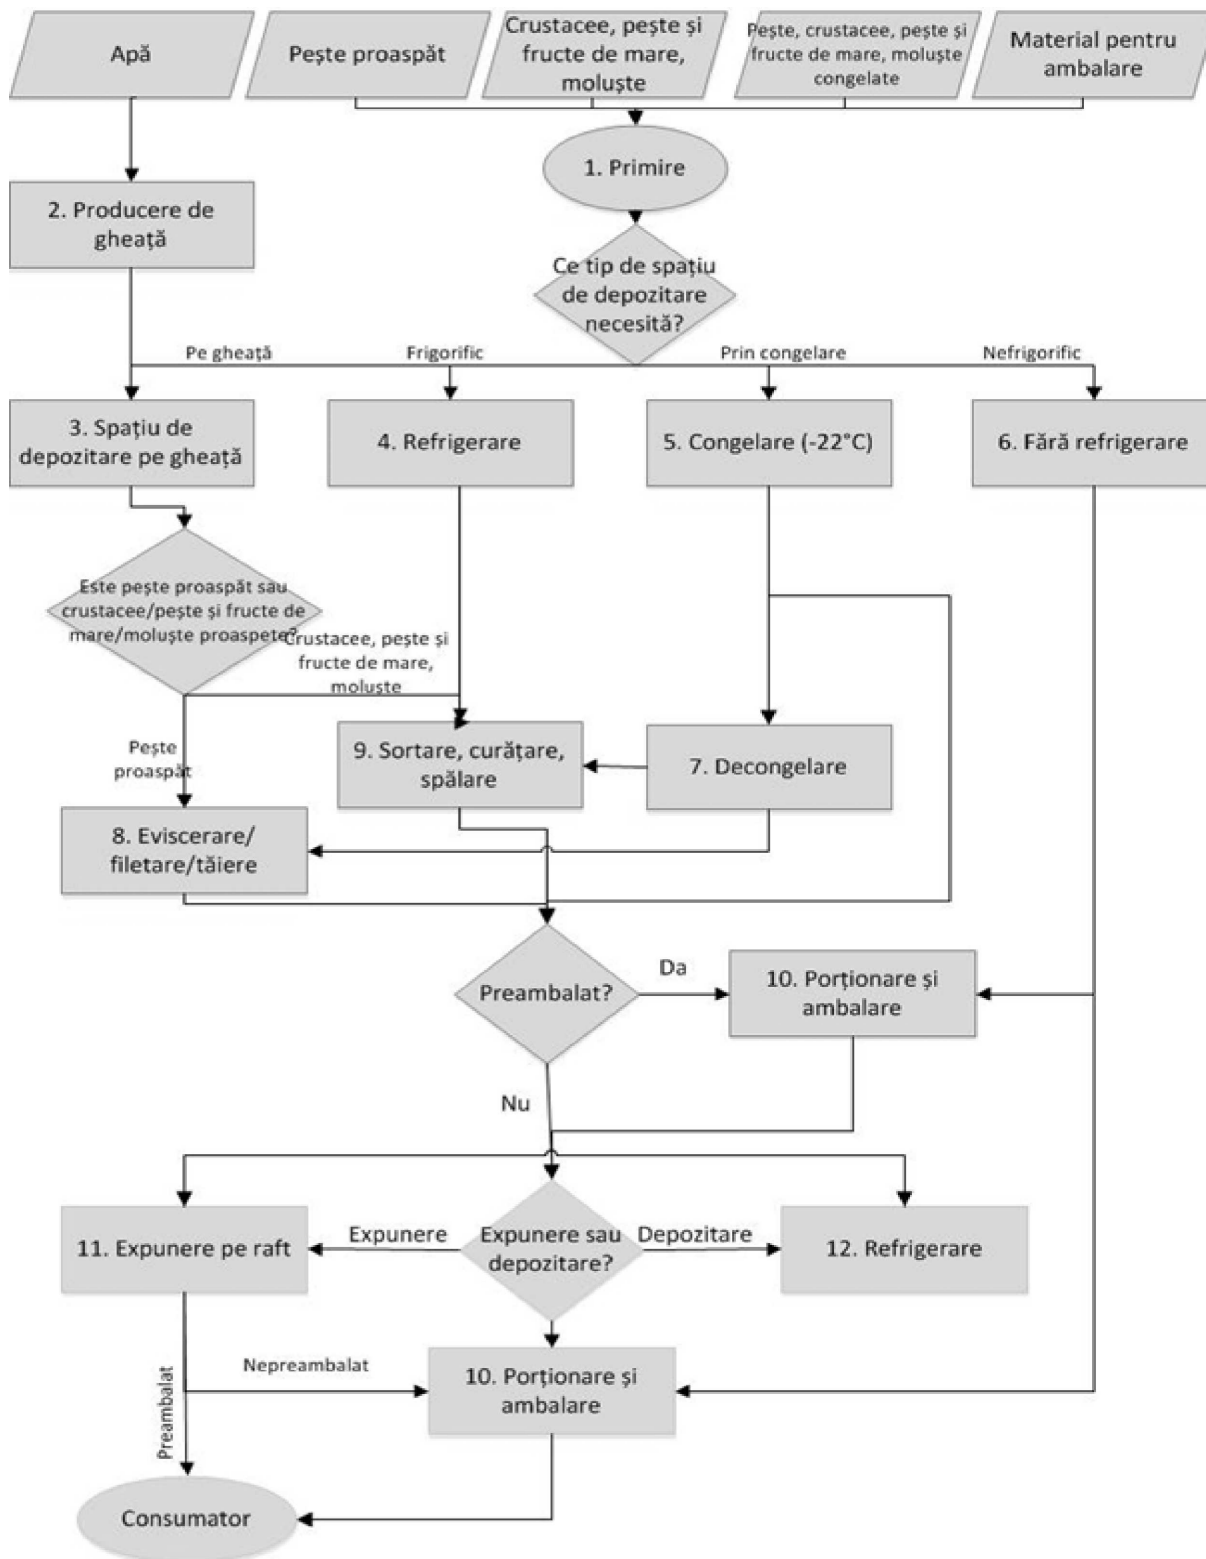 Apă
Pește proaspăt
Crustacee, pește și
fructe de mare,
moluște
Pește, crustacee, pește și
fructe de mare, moluște
congelate
Material pentru
ambalare
1. Primire
2. Producere de
gheață
Ce tip de spațiu
de depozitare
necesită?
Pe gheață
Frigorific
Prin congelare
Nefrigorific
3. Spațiu de
depozitare pe gheață
4. Refrigerare
5. Congelare (-22°C)
6. Fără refrigerare
Este pește proaspăt sau
crustacee/pește și fructe de
mare/moluște proaspete?
Crustacee, pește și
fructe de mare,
moluște
Pește
proaspăt
9. Sortare, curățare,
spălare
7. Decongelare
8. Eviscerare/
filetare/tăiere
Preambalat?
Da
10. Porționare și
ambalare
Nu
11. Expunere pe raft
Expunere
Expunere sau
depozitare?
Depozitare
12. Refrigerare
Preambalat
Nepreambalat
10. Porționare și
ambalare
Consumator